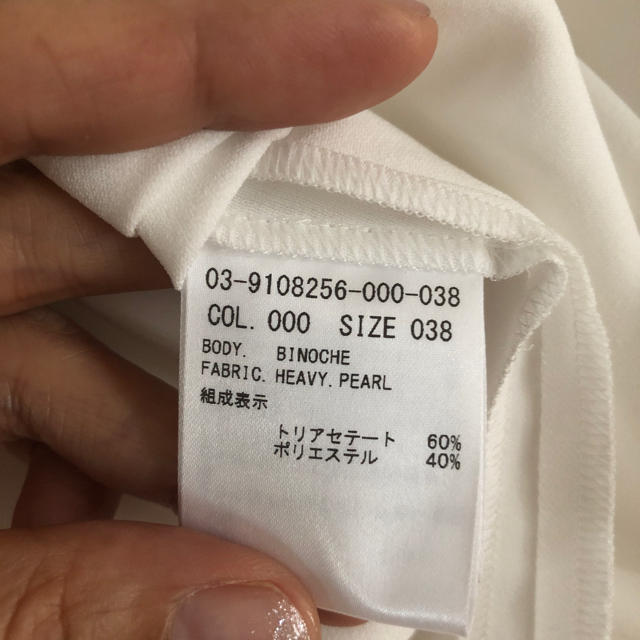 03-9108256-000-038
COL. 000 SIZE 038
BODY. BINOCHE
FABRIC. HEAVY. PEARL
組成表示
トリアセテート 60%
ポリエステル 40%